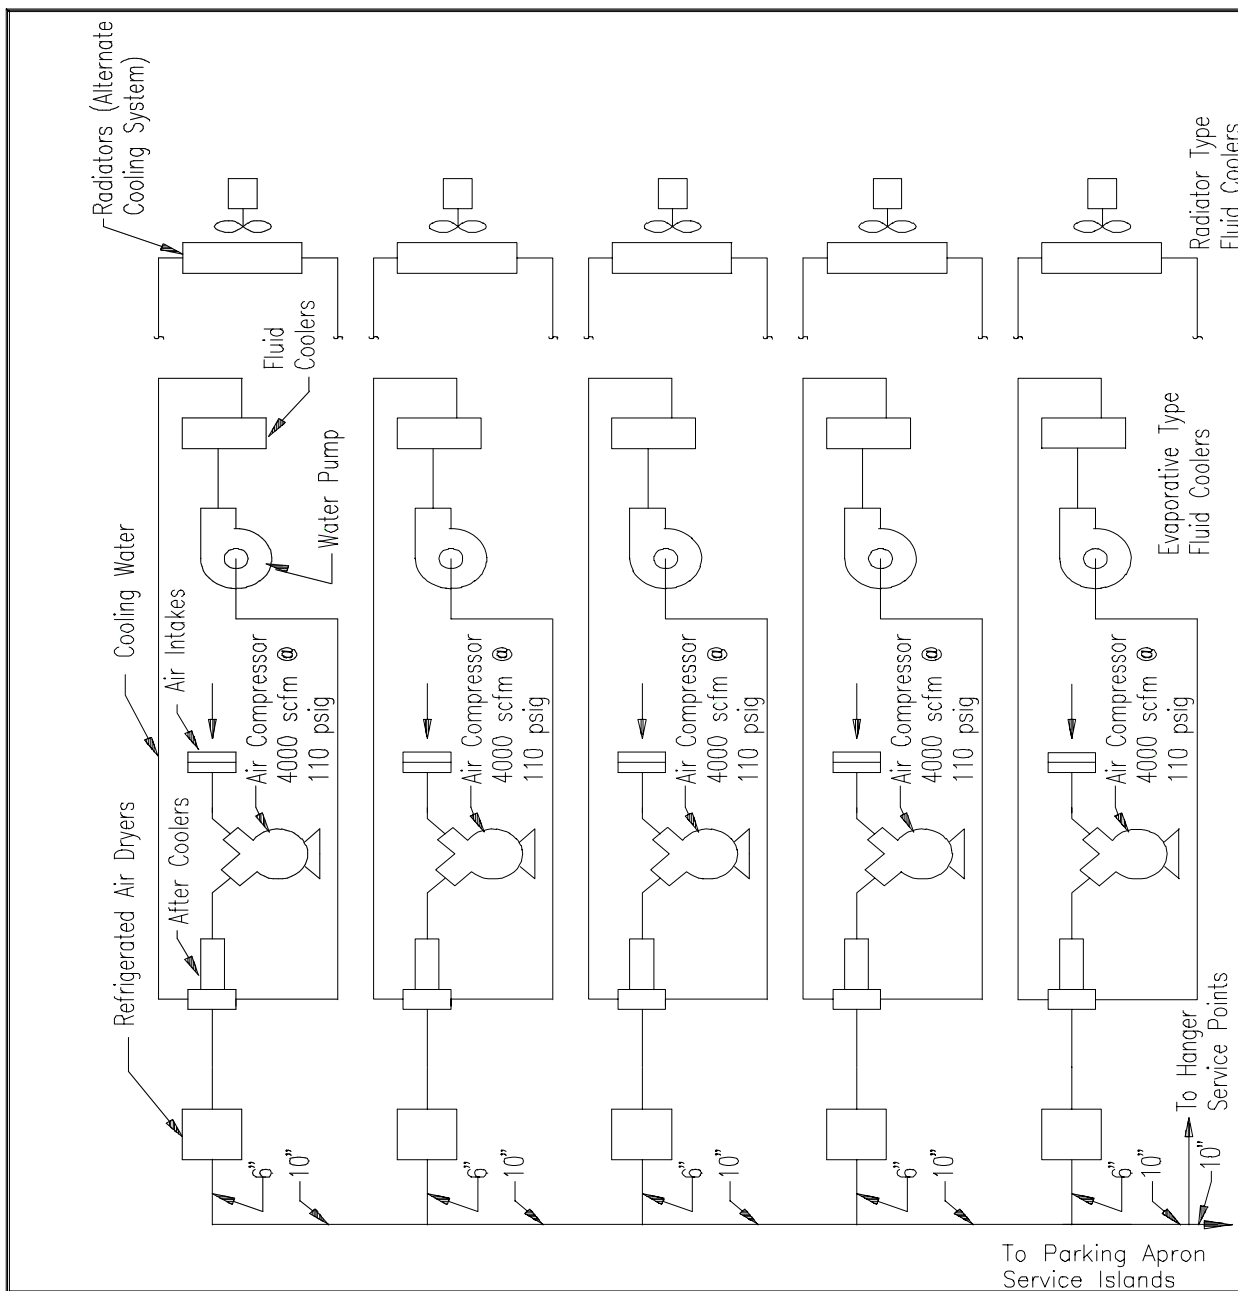 Radiators (Alternate
Cooling System)
Fluid
Coolers
Water Pump
Cooling Water
Air Intakes
After Coolers
Refrigerated Air Dryers
Air Compressor
4000 scfm @
110 psig
Air Compressor
4000 scfm @
110 psig
Air Compressor
4000 scfm @
110 psig
Air Compressor
4000 scfm @
110 psig
Air Compressor
4000 scfm @
110 psig
Radiator Type
Fluid Coolers
Evaporative Type
Fluid Coolers
6"
10"
6"
10"
6"
10"
6"
10"
6"
10"
10"
To Hanger
Service Points
To Parking Apron
Service Islands